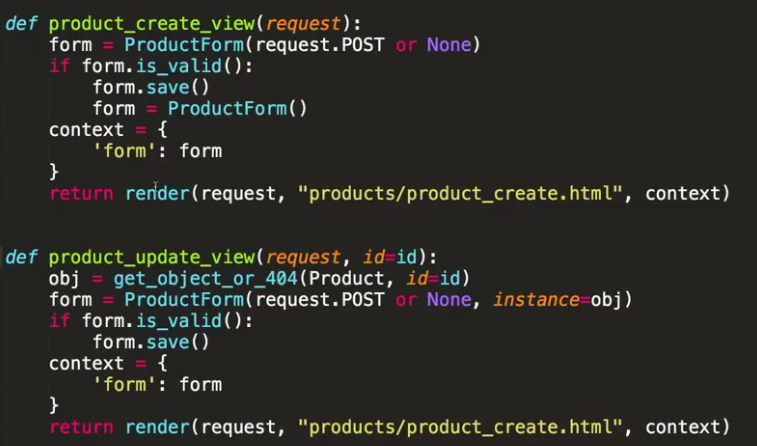 def product_create_view(request):
    form = ProductForm(request.POST or None)
    if form.is_valid():
        form.save()
        form = ProductForm()
    context = {
        'form': form
    }
    return render(request, "products/product_create.html", context)
def product_update_view(request, id=id):
    obj = get_object_or_404(Product, id=id)
    form = ProductForm(request.POST or None, instance=obj)
    if form.is_valid():
        form.save()
    context = {
        'form': form
    }
    return render(request, "products/product_create.html", context)